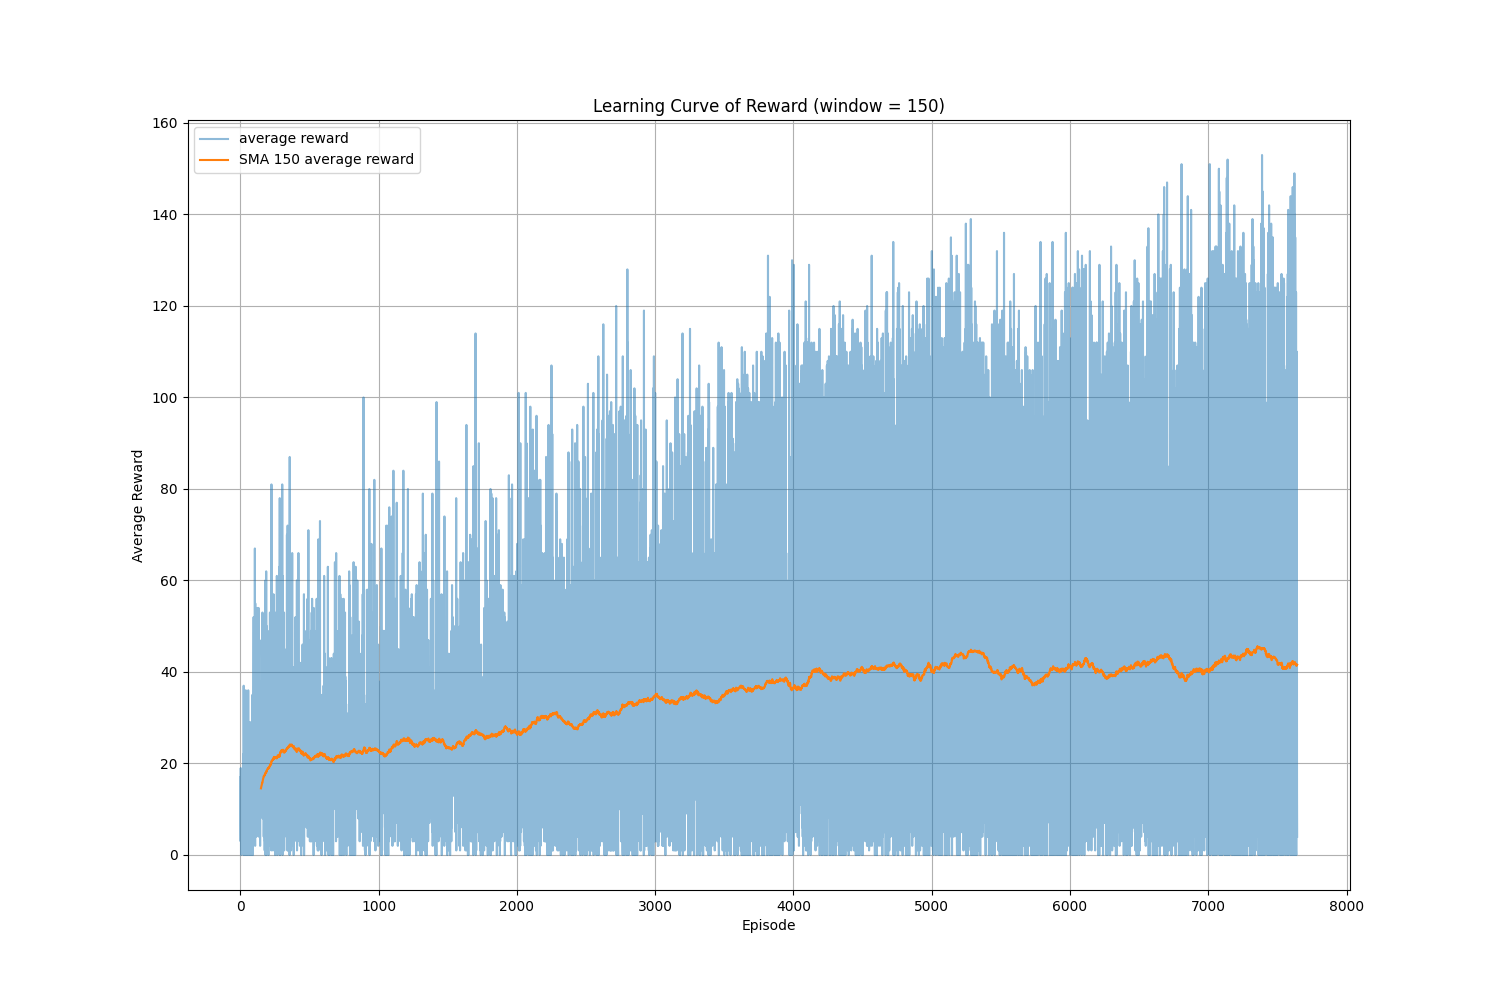 Learning Curve of Reward (window = 150)
average reward
SMA 150 average reward
160
140
120
100
80
60
40
20
0
Average Reward
0 1000 2000 3000 4000 5000 6000 7000 8000
Episode